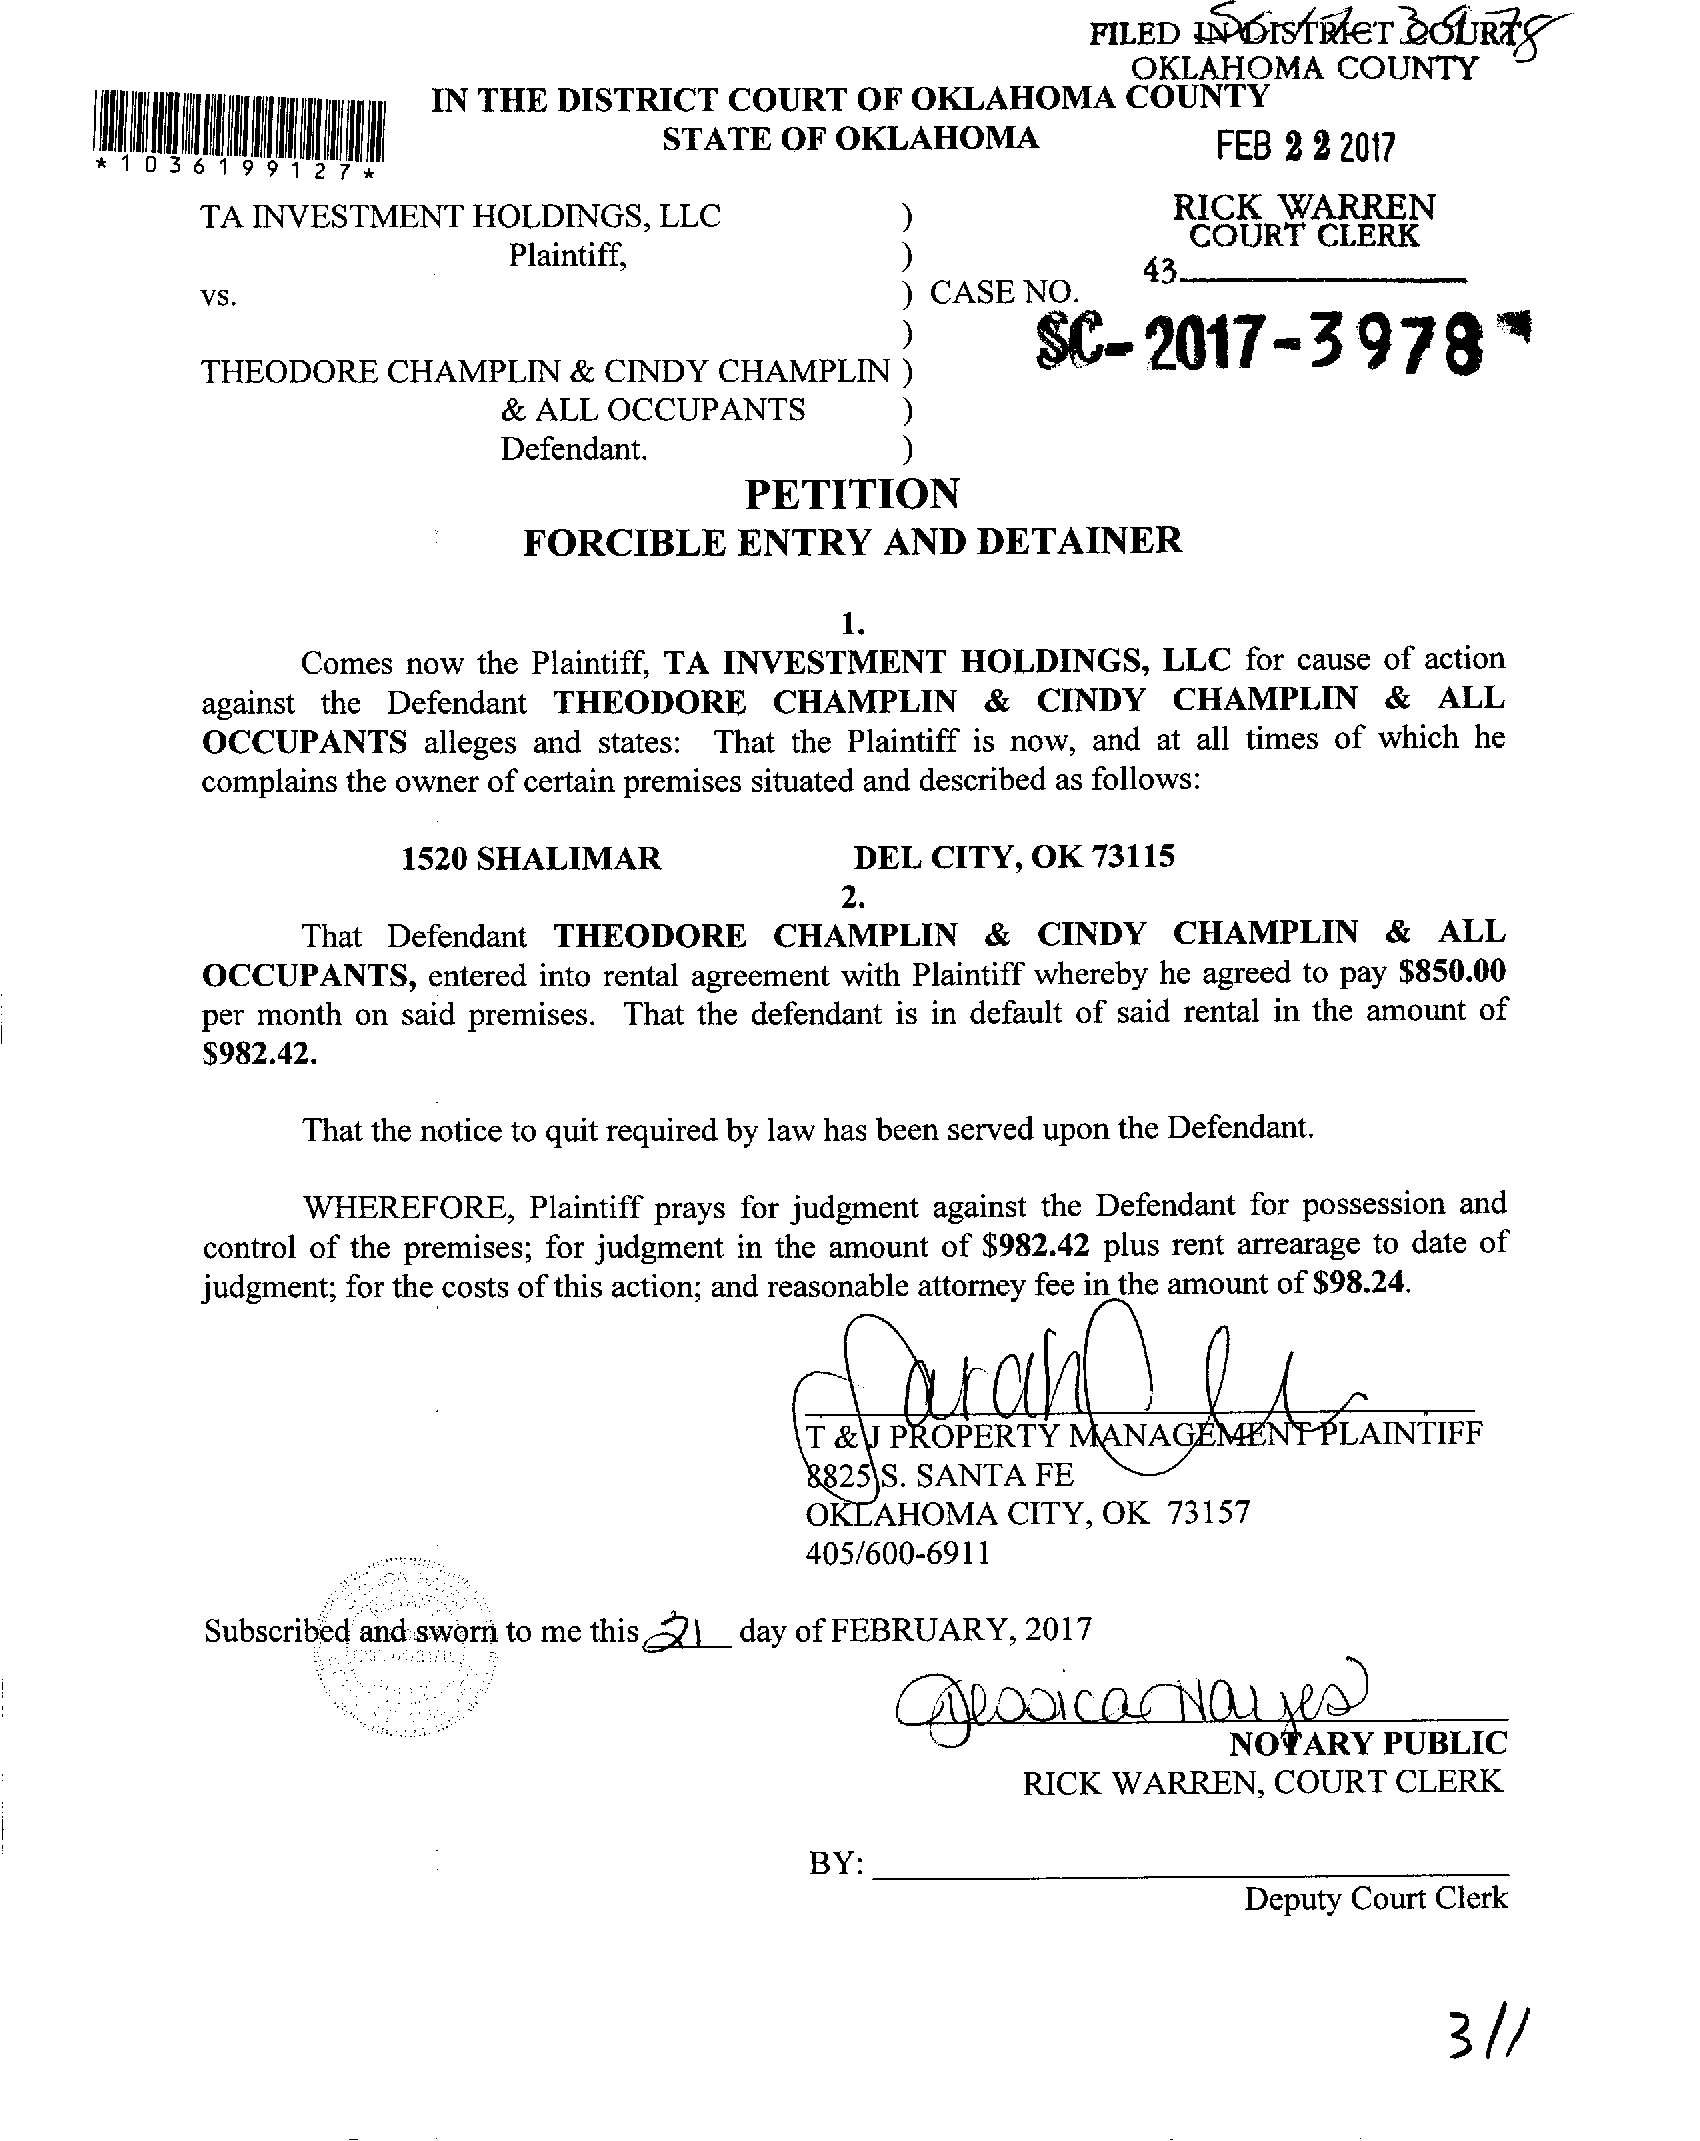 FILED IN DISTRICT COURT
OKLAHOMA COUNTY
IN THE DISTRICT COURT OF OKLAHOMA COUNTY
STATE OF OKLAHOMA
FEB 2 2 2017
*1036199127*
RICK WARREN
COURT CLERK
43
TA INVESTMENT HOLDINGS, LLC )
Plaintiff, )
vs. ) CASE NO.
)
SC-2017-3978
THEODORE CHAMPLIN & CINDY CHAMPLIN )
& ALL OCCUPANTS )
Defendant. )
PETITION
FORCIBLE ENTRY AND DETAINER
1.
Comes now the Plaintiff, TA INVESTMENT HOLDINGS, LLC for cause of action
against the Defendant THEODORE CHAMPLIN & CINDY CHAMPLIN & ALL
OCCUPANTS alleges and states: That the Plaintiff is now, and at all times of which he
complains the owner of certain premises situated and described as follows:
1520 SHALIMAR DEL CITY, OK 73115
2.
That Defendant THEODORE CHAMPLIN & CINDY CHAMPLIN & ALL
OCCUPANTS, entered into rental agreement with Plaintiff whereby he agreed to pay $850.00
per month on said premises. That the defendant is in default of said rental in the amount of
$982.42.
That the notice to quit required by law has been served upon the Defendant.
WHEREFORE, Plaintiff prays for judgment against the Defendant for possession and
control of the premises; for judgment in the amount of $982.42 plus rent arrearage to date of
judgment; for the costs of this action; and reasonable attorney fee in the amount of $98.24.
Sarah
T & J PROPERTY MANAGEMENT-PLAINTIFF
8825 S. SANTA FE
OKLAHOMA CITY, OK 73157
405/600-6911
Subscribed and sworn to me this 21 day of FEBRUARY, 2017
Jessica Hayes
NOTARY PUBLIC
RICK WARREN, COURT CLERK
BY:
Deputy Court Clerk
311